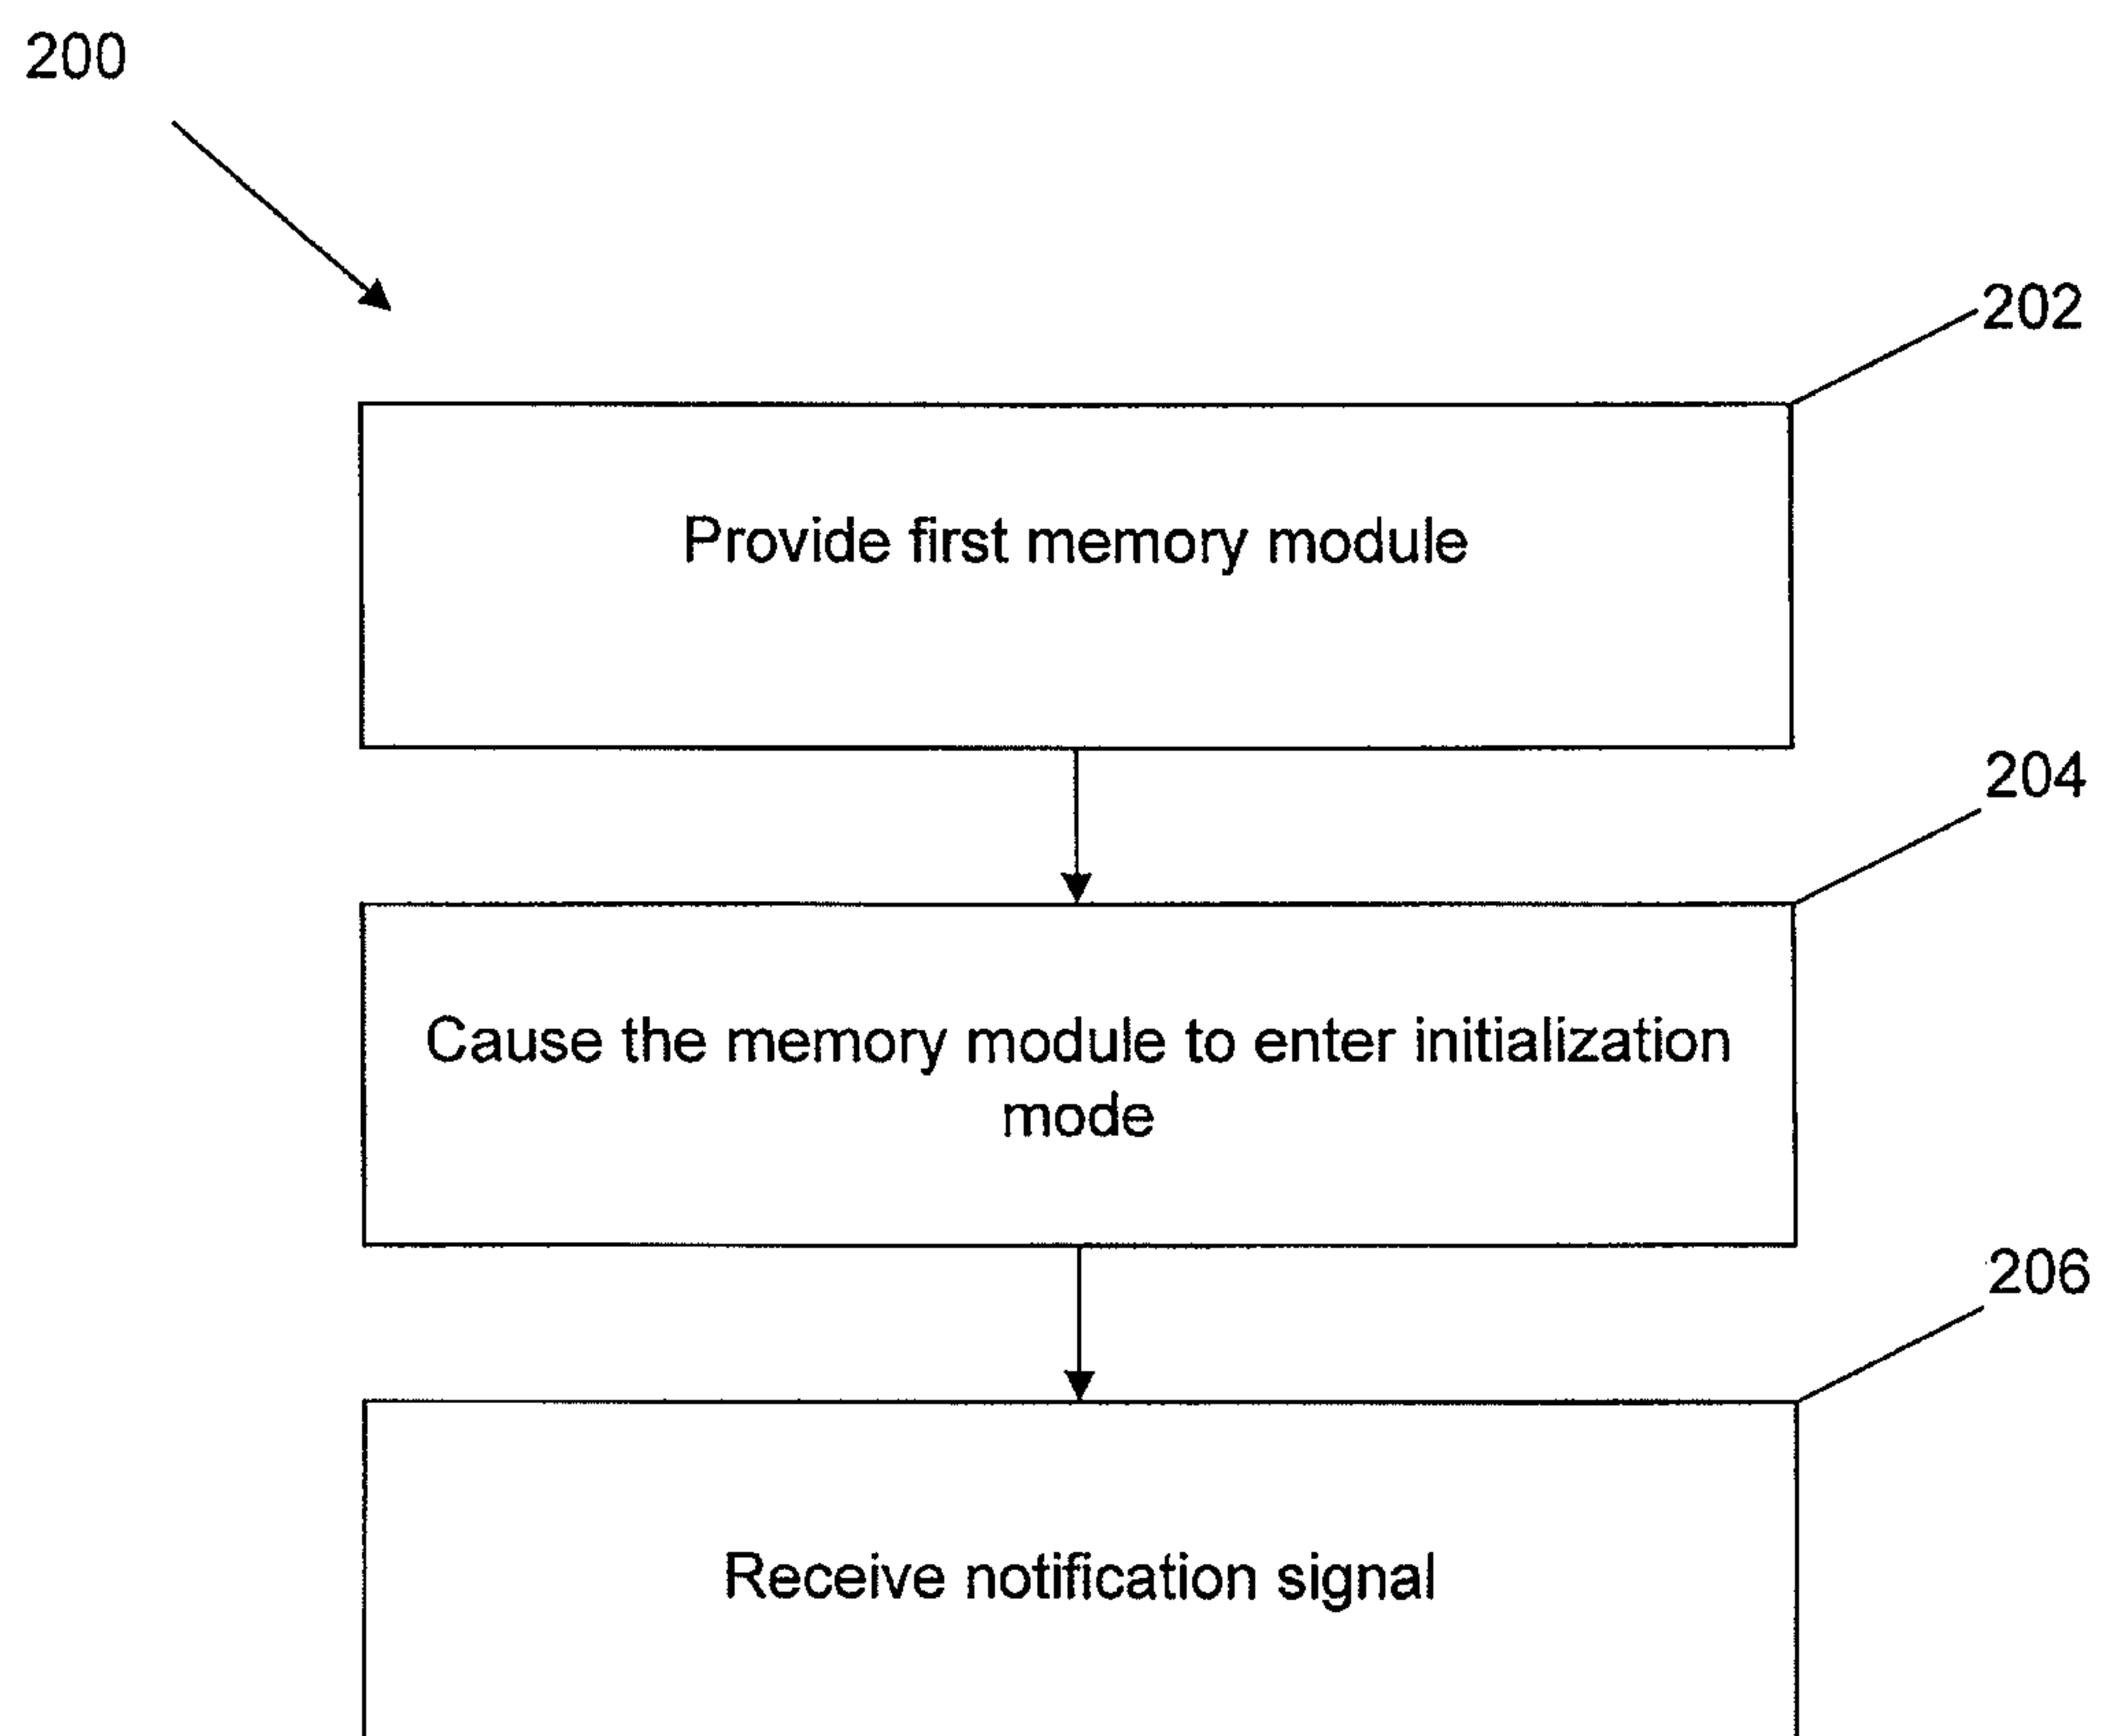 200
202
Provide first memory module
204
Cause the memory module to enter initialization
mode
206
Receive notification signal